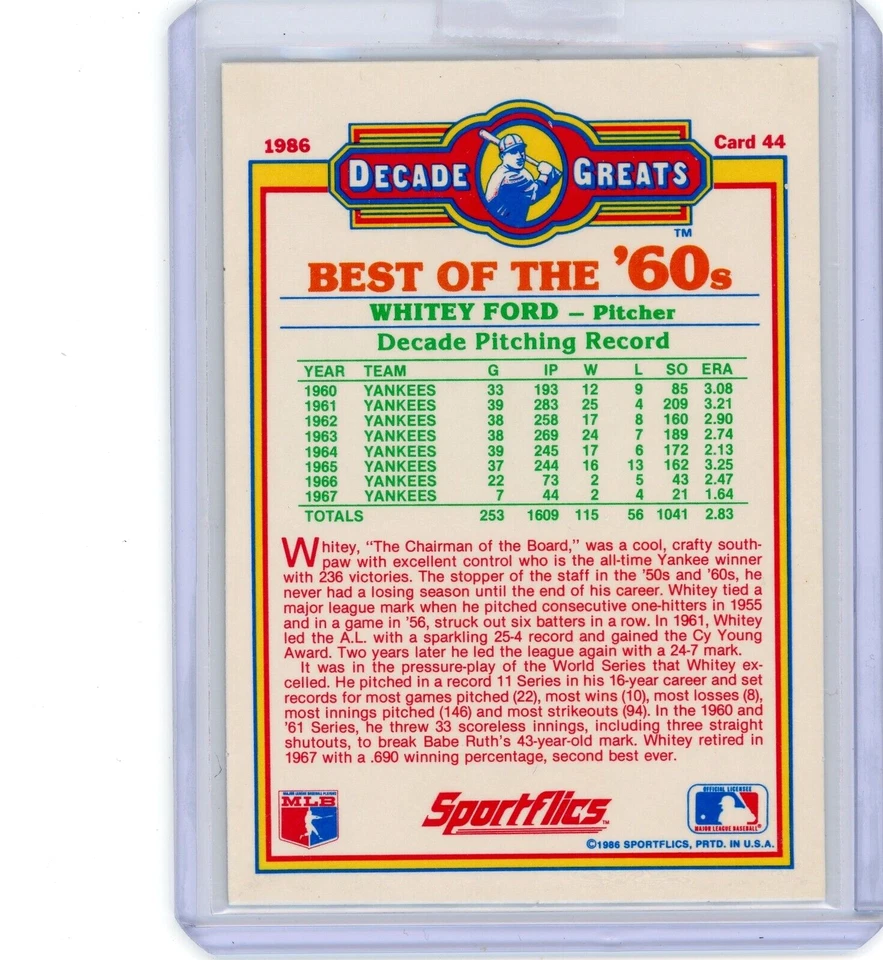 1986
Card 44
DECADE GREATS
TM
BEST OF THE '60s
WHITEY FORD – Pitcher
Decade Pitching Record
YEAR TEAM G IP W L SO ERA
1960 YANKEES 33 193 12 9 85 3.08
1961 YANKEES 39 283 25 4 209 3.21
1962 YANKEES 38 258 17 8 160 2.90
1963 YANKEES 38 269 24 7 189 2.74
1964 YANKEES 39 245 17 6 172 2.13
1965 YANKEES 37 244 16 13 162 3.25
1966 YANKEES 22 73 2 5 43 2.47
1967 YANKEES 7 44 2 4 21 1.64
TOTALS 253 1609 115 56 1041 2.83
Whitey, “The Chairman of the Board,” was a cool, crafty south-
paw with excellent control who is the all-time Yankee winner
with 236 victories. The stopper of the staff in the '50s and '60s, he
never had a losing season until the end of his career. Whitey tied a
major league mark when he pitched consecutive one-hitters in 1955
and in a game in '56, struck out six batters in a row. In 1961, Whitey
led the A.L. with a sparkling 25-4 record and gained the Cy Young
Award. Two years later he led the league again with a 24-7 mark.
It was in the pressure-play of the World Series that Whitey ex-
celled. He pitched in a record 11 Series in his 16-year career and set
records for most games pitched (22), most wins (10), most losses (8),
most innings pitched (146) and most strikeouts (94). In the 1960 and
'61 Series, he threw 33 scoreless innings, including three straight
shutouts, to break Babe Ruth's 43-year-old mark. Whitey retired in
1967 with a .690 winning percentage, second best ever.
MAJOR LEAGUE BASEBALL PLAYERS
MLB
Sportflics™
OFFICIAL LICENSEE
MAJOR LEAGUE BASEBALL®
©1986 SPORTFLICS, PRTD. IN U.S.A.